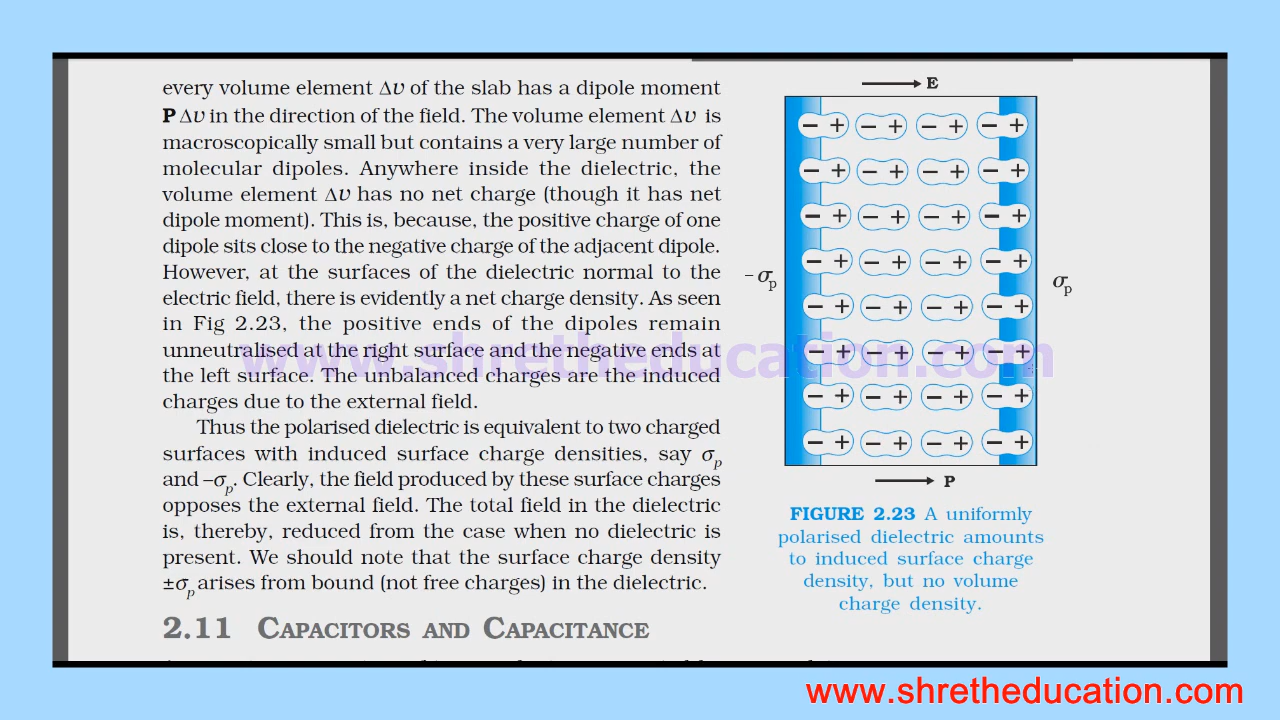 every volume element Δυ of the slab has a dipole moment
P Δυ in the direction of the field. The volume element Δυ is
macroscopically small but contains a very large number of
molecular dipoles. Anywhere inside the dielectric, the
volume element Δυ has no net charge (though it has net
dipole moment). This is, because, the positive charge of one
dipole sits close to the negative charge of the adjacent dipole.
However, at the surfaces of the dielectric normal to the
electric field, there is evidently a net charge density. As seen
in Fig 2.23, the positive ends of the dipoles remain
unneutralised at the right surface and the negative ends at
the left surface. The unbalanced charges are the induced
charges due to the external field.
Thus the polarised dielectric is equivalent to two charged
surfaces with induced surface charge densities, say σp
and –σp. Clearly, the field produced by these surface charges
opposes the external field. The total field in the dielectric
is, thereby, reduced from the case when no dielectric is
present. We should note that the surface charge density
±σp arises from bound (not free charges) in the dielectric.
2.11 CAPACITORS AND CAPACITANCE
E
– + – + – + – +
– + – + – + – +
– + – + – + – +
– + – + – + – +
– + – + – + – +
– + – + – + – +
– + – + – + – +
– + – + – + – +
– σp
σp
P
FIGURE 2.23 A uniformly
polarised dielectric amounts
to induced surface charge
density, but no volume
charge density.
www.shretheducation.com
www.shretheducation.com